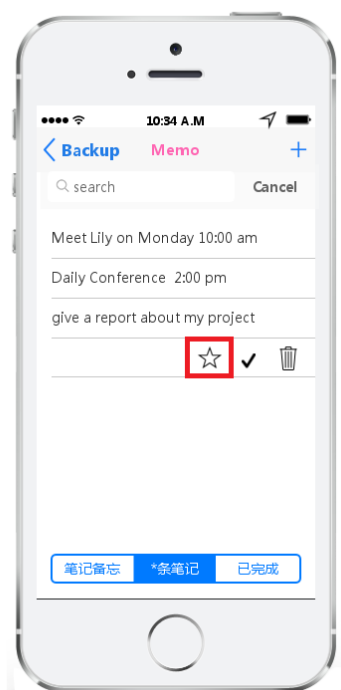 10:34 A.M
Backup Memo +
search Cancel
Meet Lily on Monday 10:00 am
Daily Conference 2:00 pm
give a report about my project
笔记备忘 *条笔记 已完成